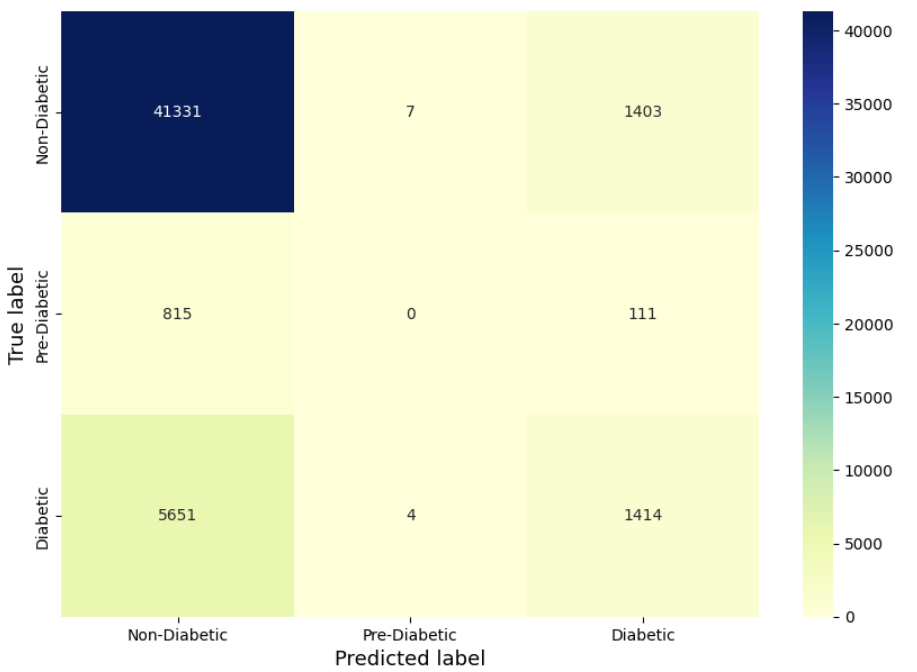 True label
Non-Diabetic
Pre-Diabetic
Diabetic
41331 7 1403
815 0 111
5651 4 1414
Non-Diabetic Pre-Diabetic Diabetic
Predicted label
40000
35000
30000
25000
20000
15000
10000
5000
0